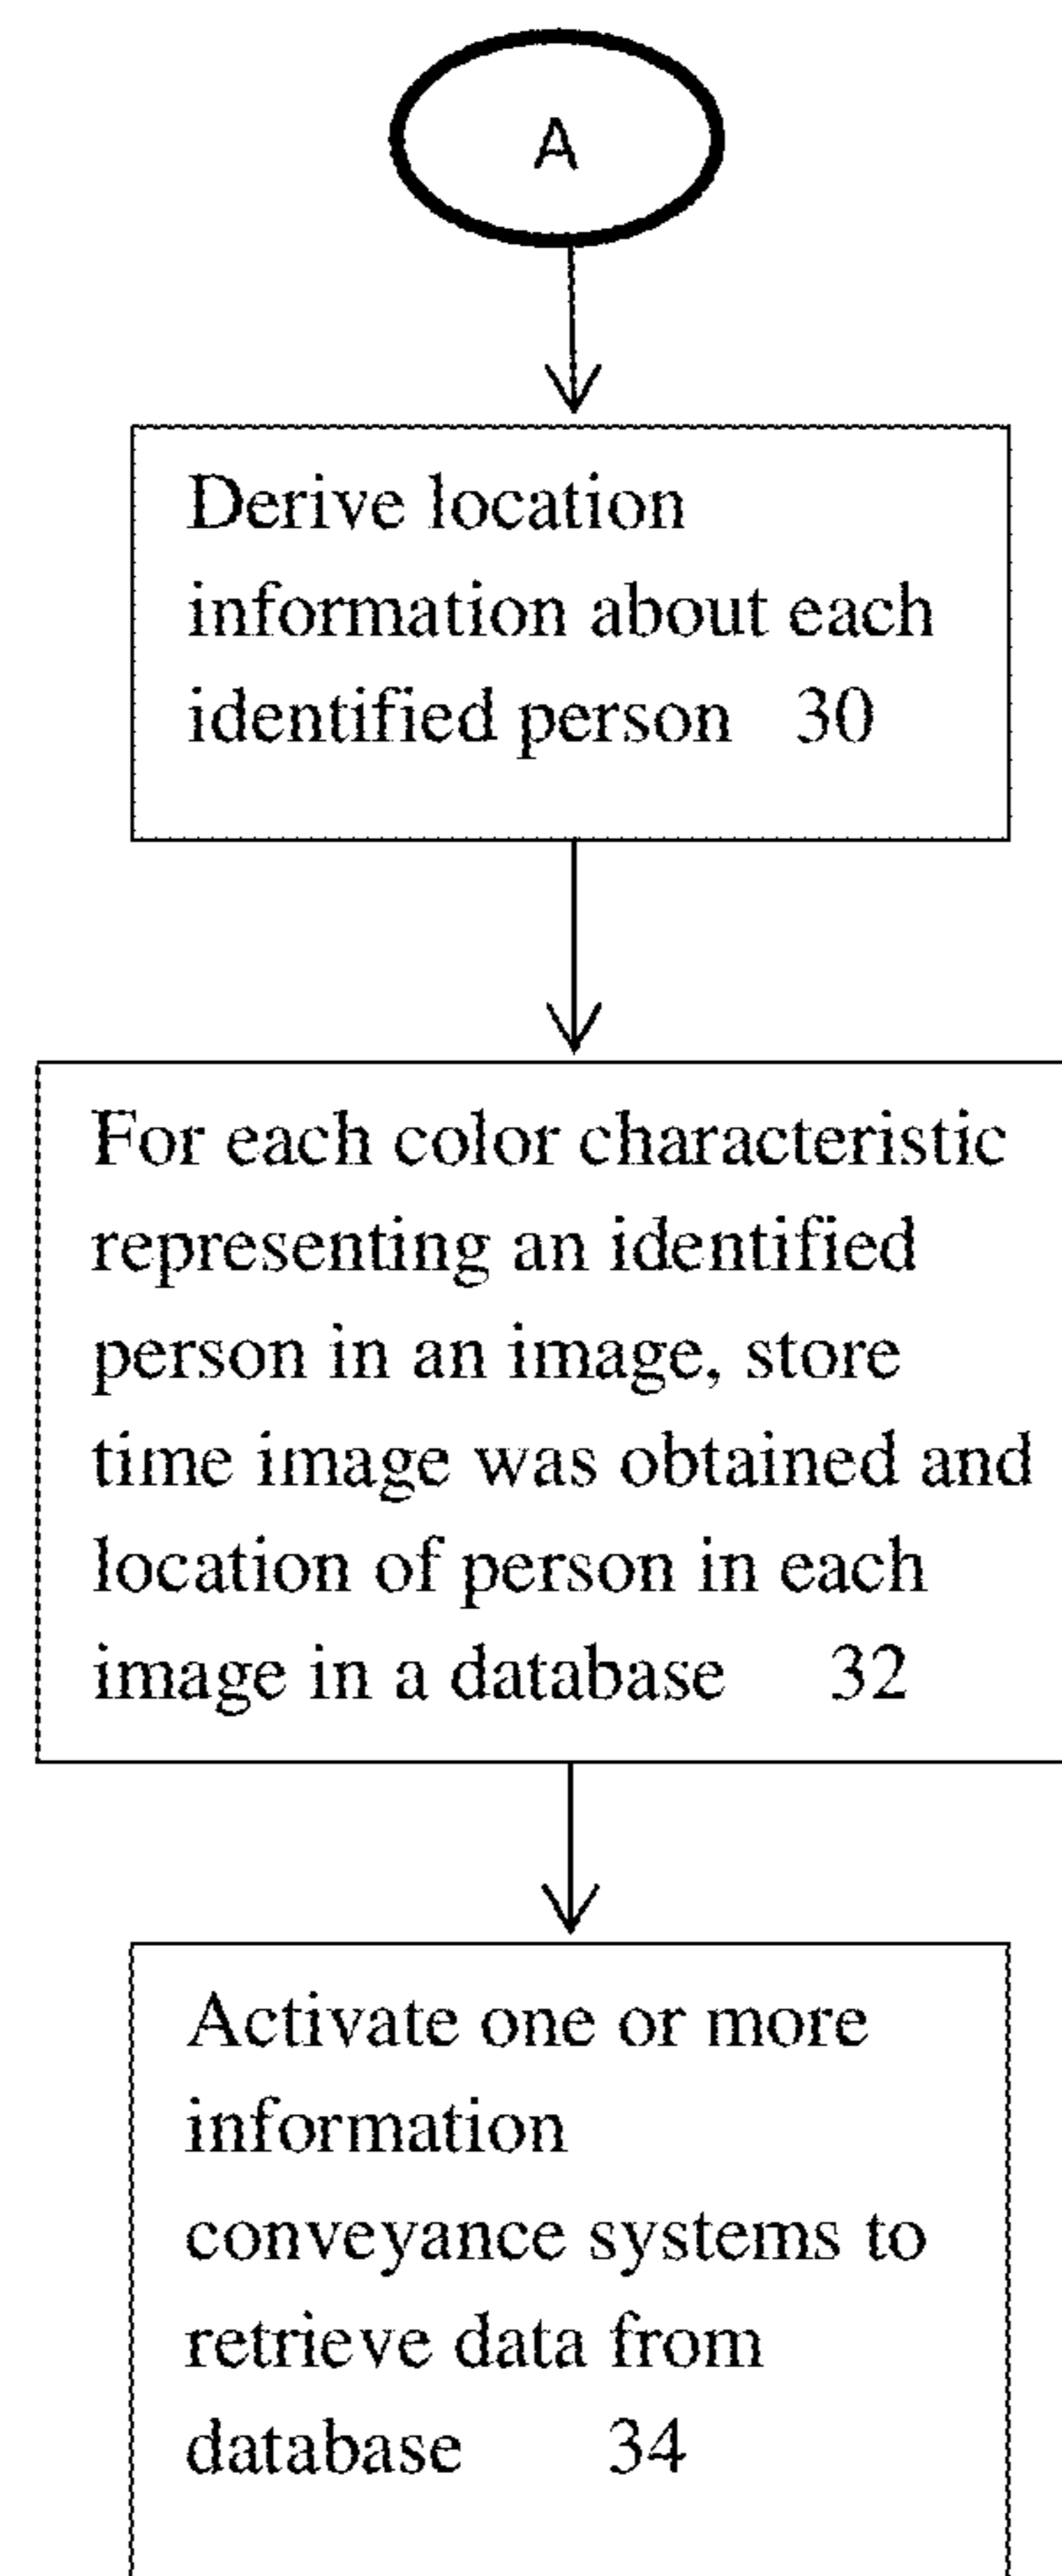 A
Derive location
information about each
identified person 30
For each color characteristic
representing an identified
person in an image, store
time image was obtained and
location of person in each
image in a database 32
Activate one or more
information
conveyance systems to
retrieve data from
database 34